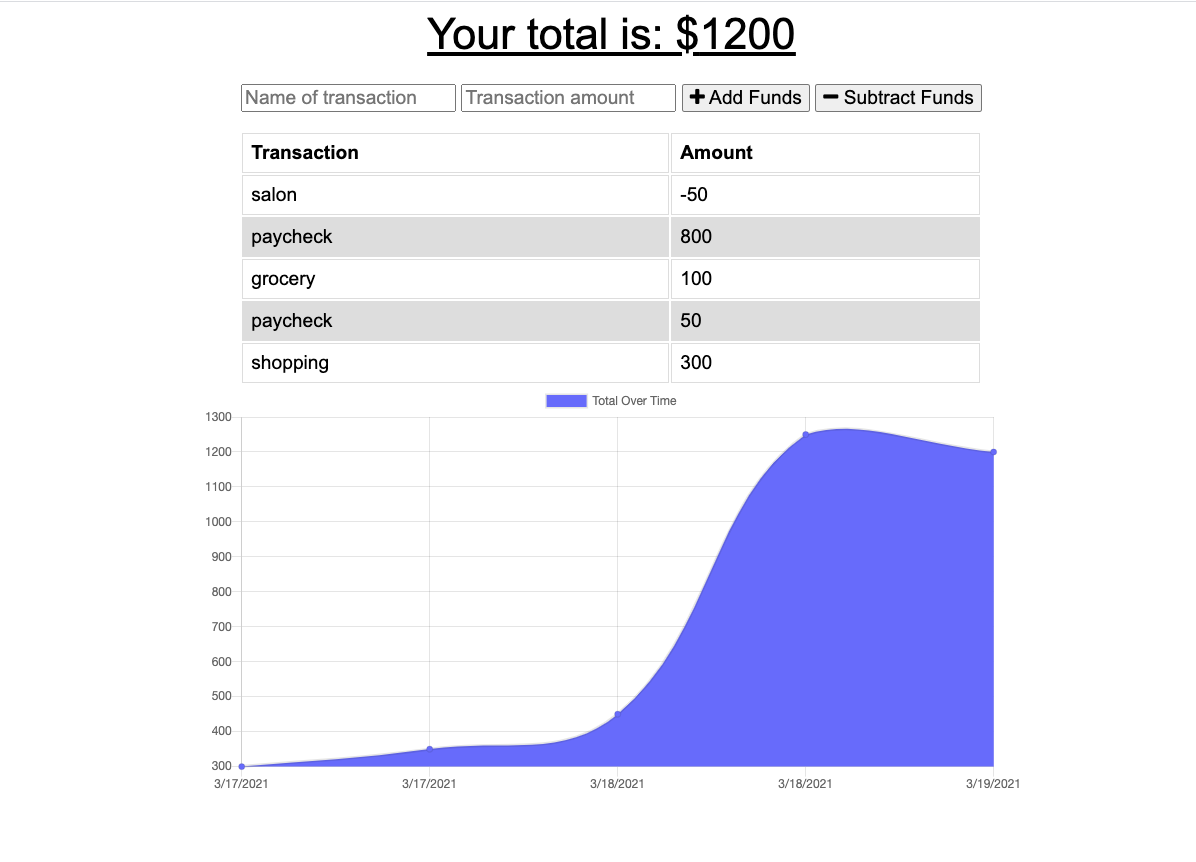 Your total is: $1200
Name of transaction Transaction amount + Add Funds − Subtract Funds
Transaction Amount
salon -50
paycheck 800
grocery 100
paycheck 50
shopping 300
Total Over Time
1300
1200
1100
1000
900
800
700
600
500
400
300
3/17/2021 3/17/2021 3/18/2021 3/18/2021 3/19/2021